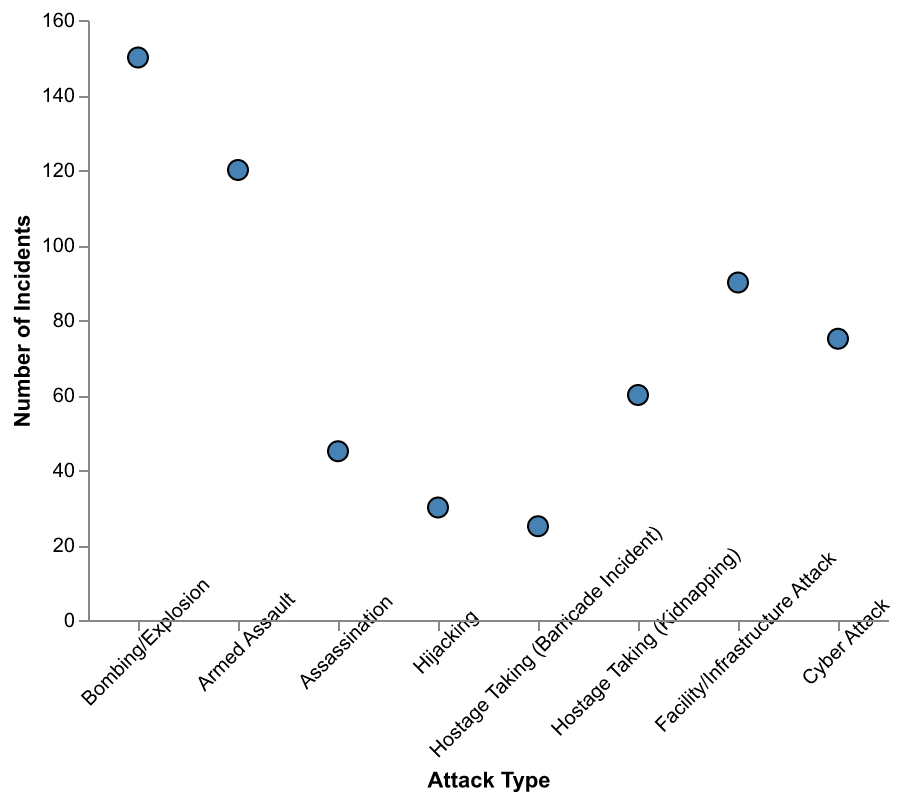 160
140
120
100
80
60
40
20
0
Number of Incidents
Bombing/Explosion
Armed Assault
Assassination
Hijacking
Hostage Taking (Barricade Incident)
Hostage Taking (Kidnapping)
Facility/Infrastructure Attack
Cyber Attack
Attack Type